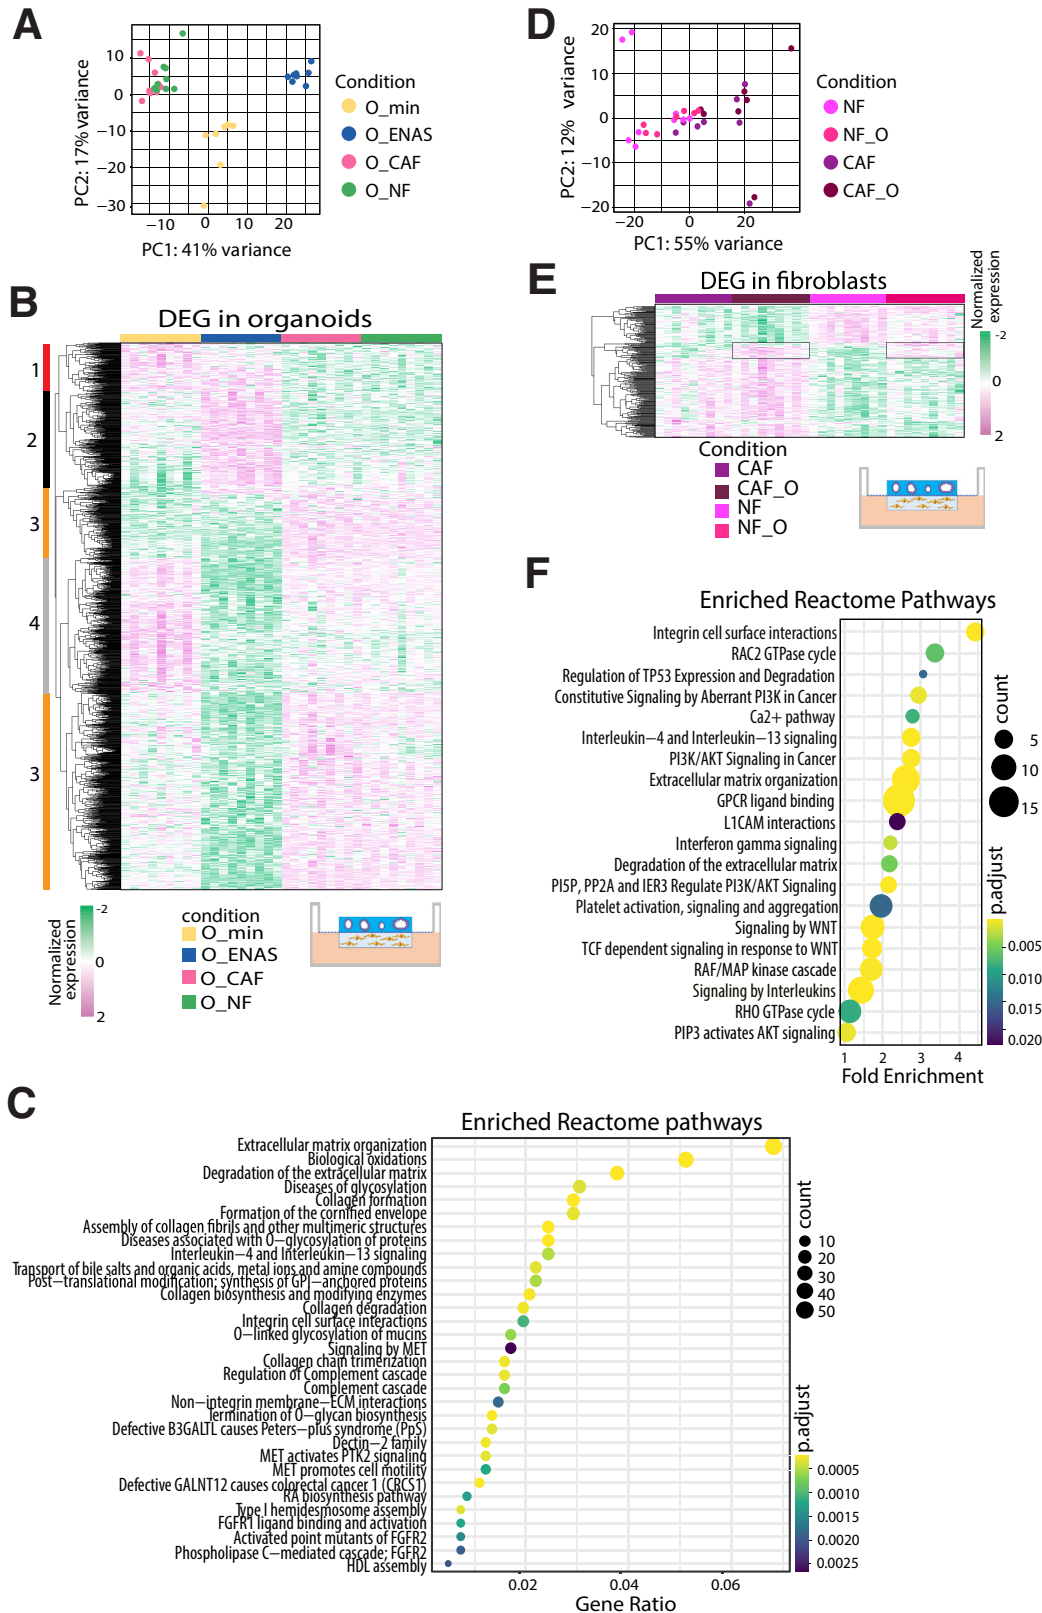 A
PC2: 17% variance
10
0
−10
−20
−30
−10
0
10
20
PC1: 41% variance
Condition
O_min
O_ENAS
O_CAF
O_NF
D
PC2: 12% variance
20
10
0
−10
−20
−20
0
20
PC1: 55% variance
Condition
NF
NF_O
CAF
CAF_O
B
DEG in organoids
1
2
3
4
3
Normalized
expression
-2
0
2
condition
O_min
O_ENAS
O_CAF
O_NF
E
DEG in fibroblasts
Normalized
expression
-2
0
2
Condition
CAF
CAF_O
NF
NF_O
F
Enriched Reactome Pathways
Integrin cell surface interactions
RAC2 GTPase cycle
Regulation of TP53 Expression and Degradation
Constitutive Signaling by Aberrant PI3K in Cancer
Ca2+ pathway
Interleukin−4 and Interleukin−13 signaling
PI3K/AKT Signaling in Cancer
Extracellular matrix organization
GPCR ligand binding
L1CAM interactions
Interferon gamma signaling
Degradation of the extracellular matrix
PI5P, PP2A and IER3 Regulate PI3K/AKT Signaling
Platelet activation, signaling and aggregation
Signaling by WNT
TCF dependent signaling in response to WNT
RAF/MAP kinase cascade
Signaling by Interleukins
RHO GTPase cycle
PIP3 activates AKT signaling
1
2
3
4
Fold Enrichment
count
5
10
15
p.adjust
0.005
0.010
0.015
0.020
C
Enriched Reactome pathways
Extracellular matrix organization
Biological oxidations
Degradation of the extracellular matrix
Diseases of glycosylation
Collagen formation
Formation of the cornified envelope
Assembly of collagen fibrils and other multimeric structures
Diseases associated with O−glycosylation of proteins
Interleukin−4 and Interleukin−13 signaling
Transport of bile salts and organic acids, metal ions and amine compounds
Post−translational modification: synthesis of GPI−anchored proteins
Collagen biosynthesis and modifying enzymes
Collagen degradation
Integrin cell surface interactions
O−linked glycosylation of mucins
Signaling by MET
Collagen chain trimerization
Regulation of Complement cascade
Complement cascade
Non−integrin membrane−ECM interactions
Termination of O−glycan biosynthesis
Defective B3GALTL causes Peters−plus syndrome (PpS)
Dectin−2 family
MET activates PTK2 signaling
MET promotes cell motility
Defective GALNT12 causes colorectal cancer 1 (CRCS1)
RA biosynthesis pathway
Type I hemidesmosome assembly
FGFR1 ligand binding and activation
Activated point mutants of FGFR2
Phospholipase C−mediated cascade; FGFR2
HDL assembly
0.02
0.04
0.06
Gene Ratio
count
10
20
30
40
50
p.adjust
0.0005
0.0010
0.0015
0.0020
0.0025